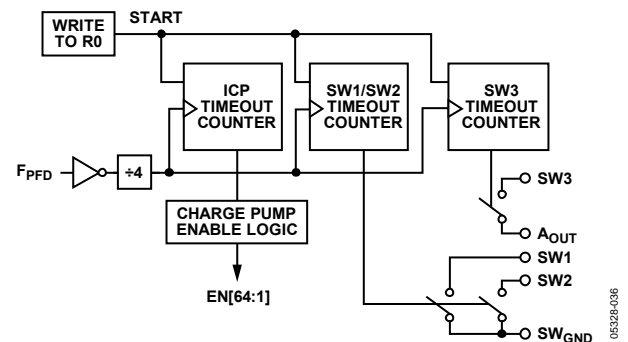 WRITE
TO R0
START
ICP
TIMEOUT
COUNTER
SW1/SW2
TIMEOUT
COUNTER
SW3
TIMEOUT
COUNTER
FPFD
÷4
CHARGE PUMP
ENABLE LOGIC
EN[64:1]
SW3
AOUT
SW1
SW2
SWGND
05328-036